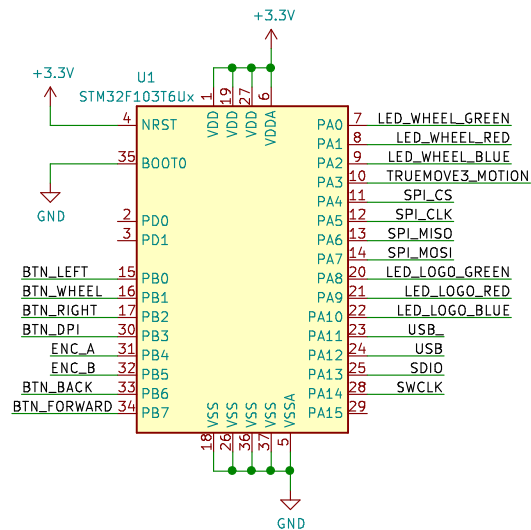 +3.3V
+3.3V
U1
STM32F103T6Ux
1 VDD
19 VDD
27 VDD
6 VDDA
4 NRST
35 BOOT0
GND
2 PD0
3 PD1
BTN_LEFT 15 PB0
BTN_WHEEL 16 PB1
BTN_RIGHT 17 PB2
BTN_DPI 30 PB3
ENC_A 31 PB4
ENC_B 32 PB5
BTN_BACK 33 PB6
BTN_FORWARD 34 PB7
PA0 7 LED_WHEEL_GREEN
PA1 8 LED_WHEEL_RED
PA2 9 LED_WHEEL_BLUE
PA3 10 TRUEMOVE3_MOTION
PA4 11 SPI_CS
PA5 12 SPI_CLK
PA6 13 SPI_MISO
PA7 14 SPI_MOSI
PA8 20 LED_LOGO_GREEN
PA9 21 LED_LOGO_RED
PA10 22 LED_LOGO_BLUE
PA11 23 USB_
PA12 24 USB
PA13 25 SDIO
PA14 28 SWCLK
PA15 29
18 VSS
26 VSS
36 VSS
37 VSS
5 VSSA
GND